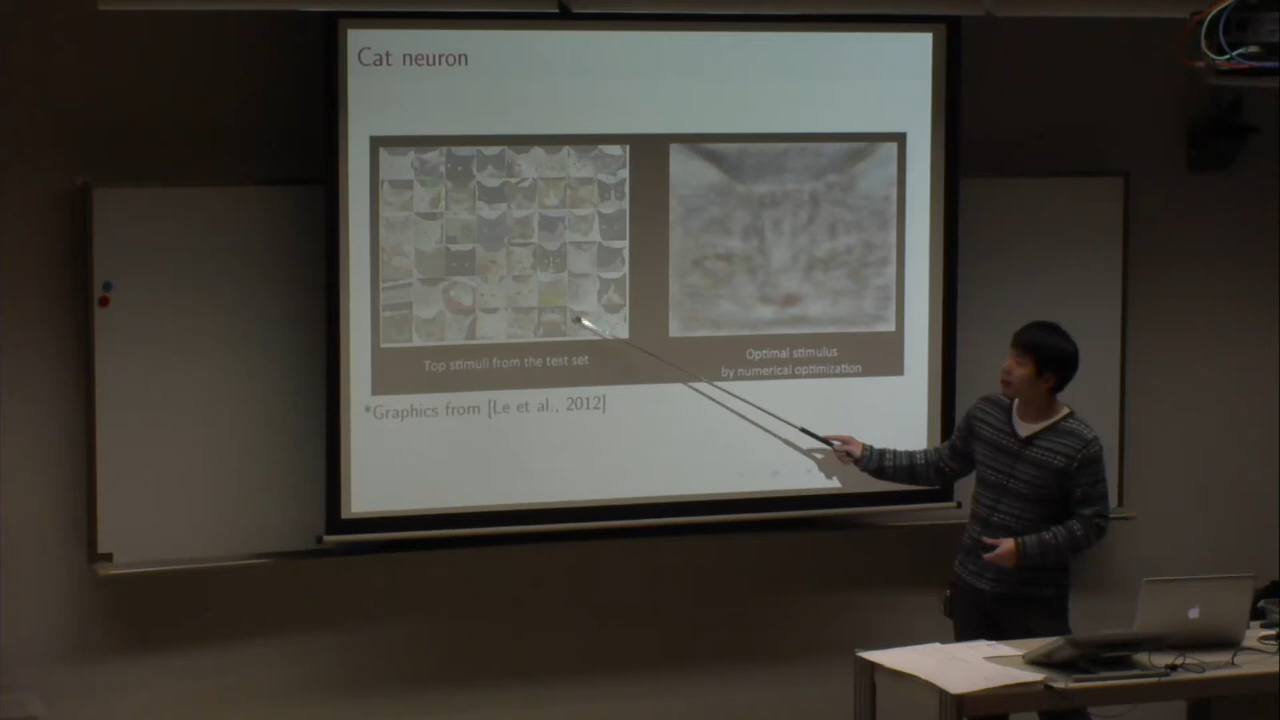 Cat neuron
Top stimuli from the test set
Optimal stimulus
by numerical optimization
*Graphics from [Le et al., 2012]